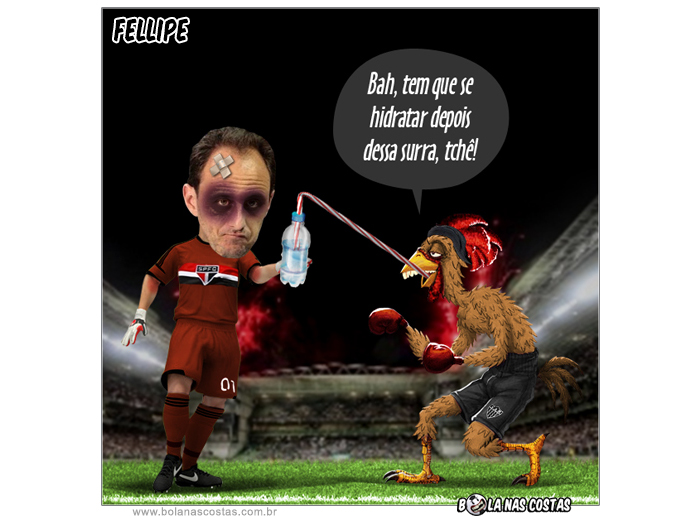 FELLIPE
Bah, tem que se
hidratar depois
dessa surra, tchê!
SPFC
01
BOLA NAS COSTAS
www.bolanascostas.com.br